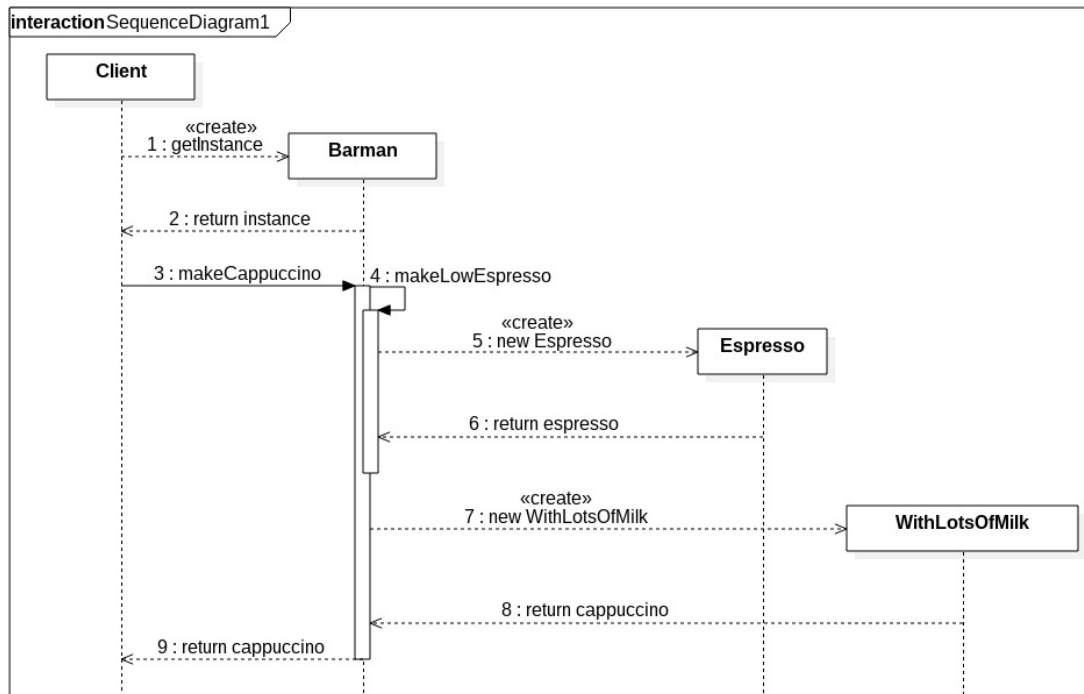 interaction SequenceDiagram1
Client
«create»
1 : getInstance
Barman
2 : return instance
3 : makeCappuccino
4 : makeLowEspresso
«create»
5 : new Espresso
Espresso
6 : return espresso
«create»
7 : new WithLotsOfMilk
WithLotsOfMilk
8 : return cappuccino
9 : return cappuccino